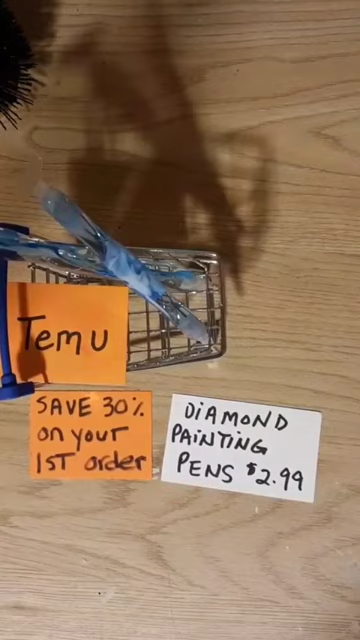 Temu
SAVE 30%
on your
1ST order
DIAMOND
PAINTING
PENS $2.99